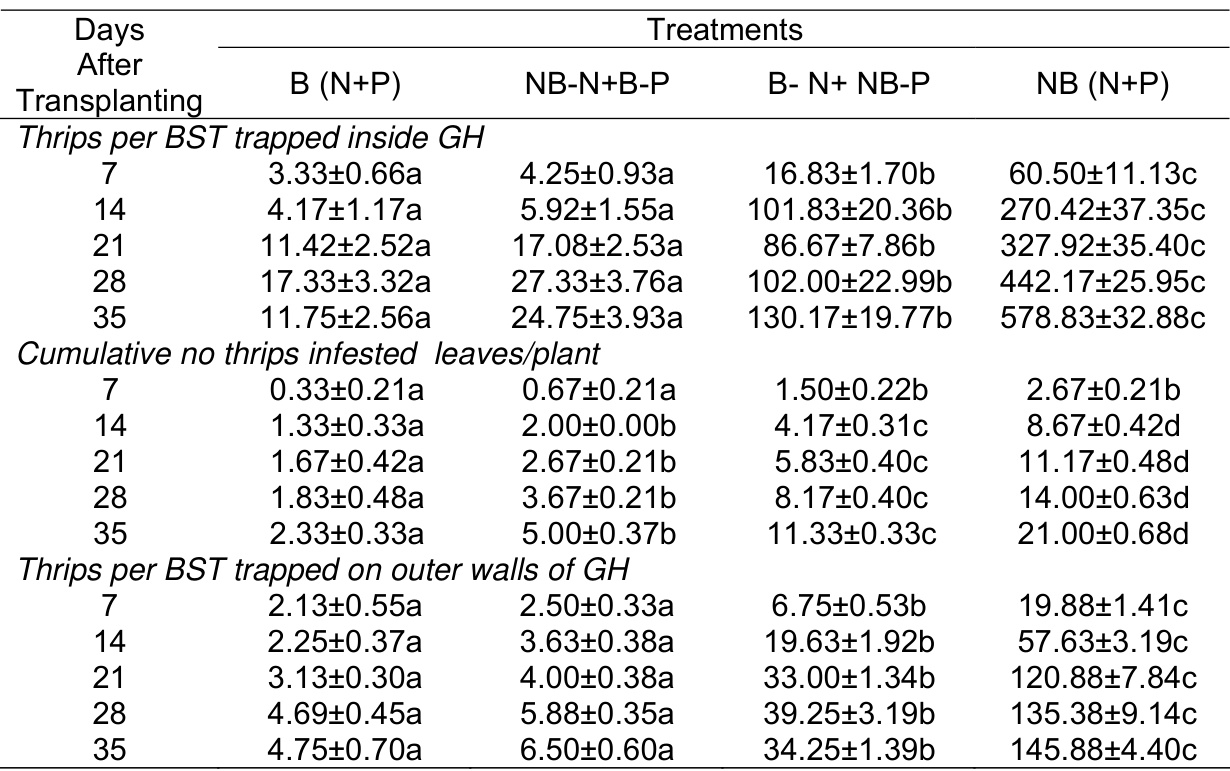 Days After Transplanting Treatments
B (N+P) NB-N+B-P B- N+ NB-P NB (N+P)
Thrips per BST trapped inside GH
7 3.33±0.66a 4.25±0.93a 16.83±1.70b 60.50±11.13c
14 4.17±1.17a 5.92±1.55a 101.83±20.36b 270.42±37.35c
21 11.42±2.52a 17.08±2.53a 86.67±7.86b 327.92±35.40c
28 17.33±3.32a 27.33±3.76a 102.00±22.99b 442.17±25.95c
35 11.75±2.56a 24.75±3.93a 130.17±19.77b 578.83±32.88c
Cumulative no thrips infested leaves/plant
7 0.33±0.21a 0.67±0.21a 1.50±0.22b 2.67±0.21b
14 1.33±0.33a 2.00±0.00b 4.17±0.31c 8.67±0.42d
21 1.67±0.42a 2.67±0.21b 5.83±0.40c 11.17±0.48d
28 1.83±0.48a 3.67±0.21b 8.17±0.40c 14.00±0.63d
35 2.33±0.33a 5.00±0.37b 11.33±0.33c 21.00±0.68d
Thrips per BST trapped on outer walls of GH
7 2.13±0.55a 2.50±0.33a 6.75±0.53b 19.88±1.41c
14 2.25±0.37a 3.63±0.38a 19.63±1.92b 57.63±3.19c
21 3.13±0.30a 4.00±0.38a 33.00±1.34b 120.88±7.84c
28 4.69±0.45a 5.88±0.35a 39.25±3.19b 135.38±9.14c
35 4.75±0.70a 6.50±0.60a 34.25±1.39b 145.88±4.40c